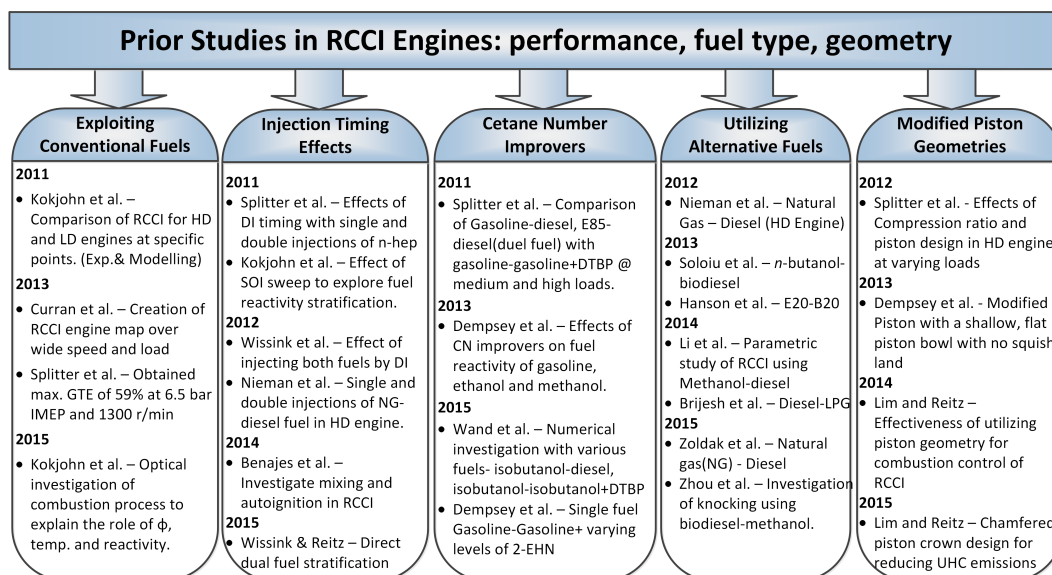 Prior Studies in RCCI Engines: performance, fuel type, geometry
Exploiting
Conventional Fuels
2011
• Kokjohn et al. –
Comparison of RCCI for HD
and LD engines at specific
points. (Exp.& Modelling)
2013
• Curran et al. – Creation of
RCCI engine map over
wide speed and load
• Splitter et al. – Obtained
max. GTE of 59% at 6.5 bar
IMEP and 1300 r/min
2015
• Kokjohn et al. – Optical
investigation of
combustion process to
explain the role of ϕ,
temp. and reactivity.
Injection Timing
Effects
2011
• Splitter et al. – Effects of
DI timing with single and
double injections of n-hep
• Kokjohn et al. – Effect of
SOI sweep to explore fuel
reactivity stratification.
2012
• Wissink et al. – Effect of
injecting both fuels by DI
• Nieman et al. – Single and
double injections of NG-
diesel fuel in HD engine.
2014
• Benajes et al. –
Investigate mixing and
autoignition in RCCI
2015
• Wissink & Reitz – Direct
dual fuel stratification
Cetane Number
Improvers
2011
• Splitter et al. – Comparison
of Gasoline-diesel, E85-
diesel(duel fuel) with
gasoline-gasoline+DTBP @
medium and high loads.
2013
• Dempsey et al. – Effects of
CN improvers on fuel
reactivity of gasoline,
ethanol and methanol.
2015
• Wand et al. – Numerical
investigation with various
fuels- isobutanol-diesel,
isobutanol-isobutanol+DTBP
• Dempsey et al. – Single fuel
Gasoline-Gasoline+ varying
levels of 2-EHN
Utilizing
Alternative Fuels
2012
• Nieman et al. – Natural
Gas – Diesel (HD Engine)
2013
• Soloiu et al. – n-butanol-
biodiesel
• Hanson et al. – E20-B20
2014
• Li et al. – Parametric
study of RCCI using
Methanol-diesel
• Brijesh et al. – Diesel-LPG
2015
• Zoldak et al. – Natural
gas(NG) - Diesel
• Zhou et al. – Investigation
of knocking using
biodiesel-methanol.
Modified Piston
Geometries
2012
• Splitter et al. - Effects of
Compression ratio and
piston design in HD engine
at varying loads
2013
• Dempsey et al. - Modified
Piston with a shallow, flat
piston bowl with no squish
land
2014
• Lim and Reitz –
Effectiveness of utilizing
piston geometry for
combustion control of
RCCI
2015
• Lim and Reitz – Chamfered
piston crown design for
reducing UHC emissions